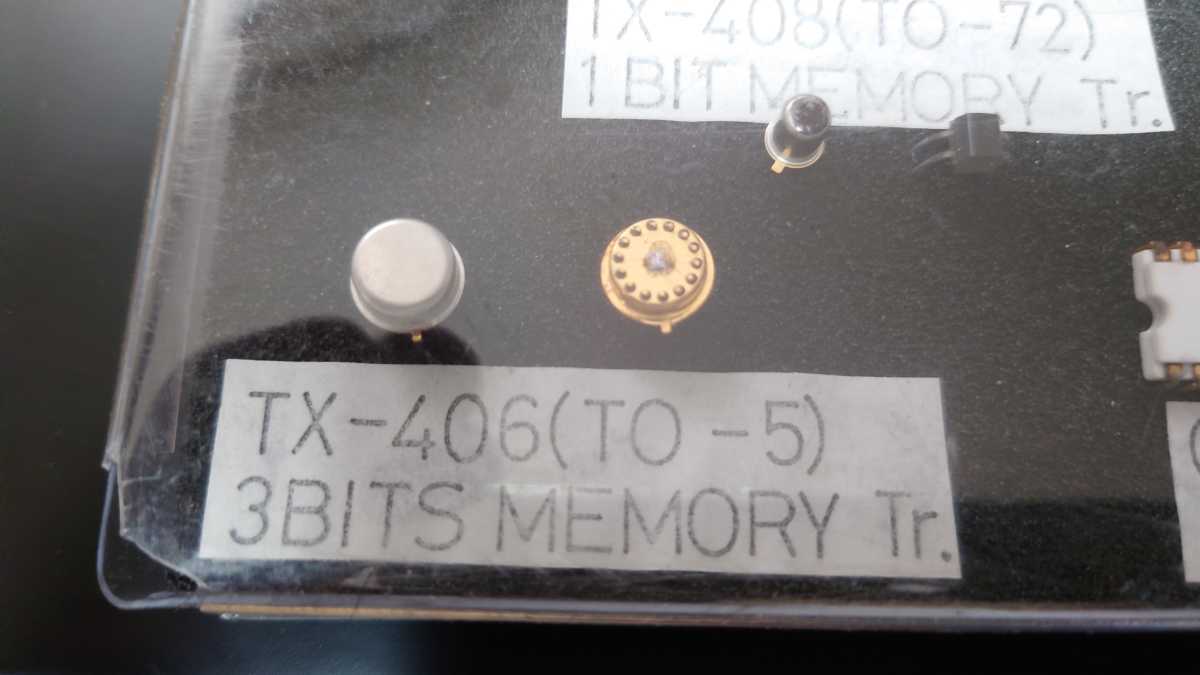 TX-408(TO-72)
1 BIT MEMORY Tr.
TX-406(TO-5)
3BITS MEMORY Tr.
(